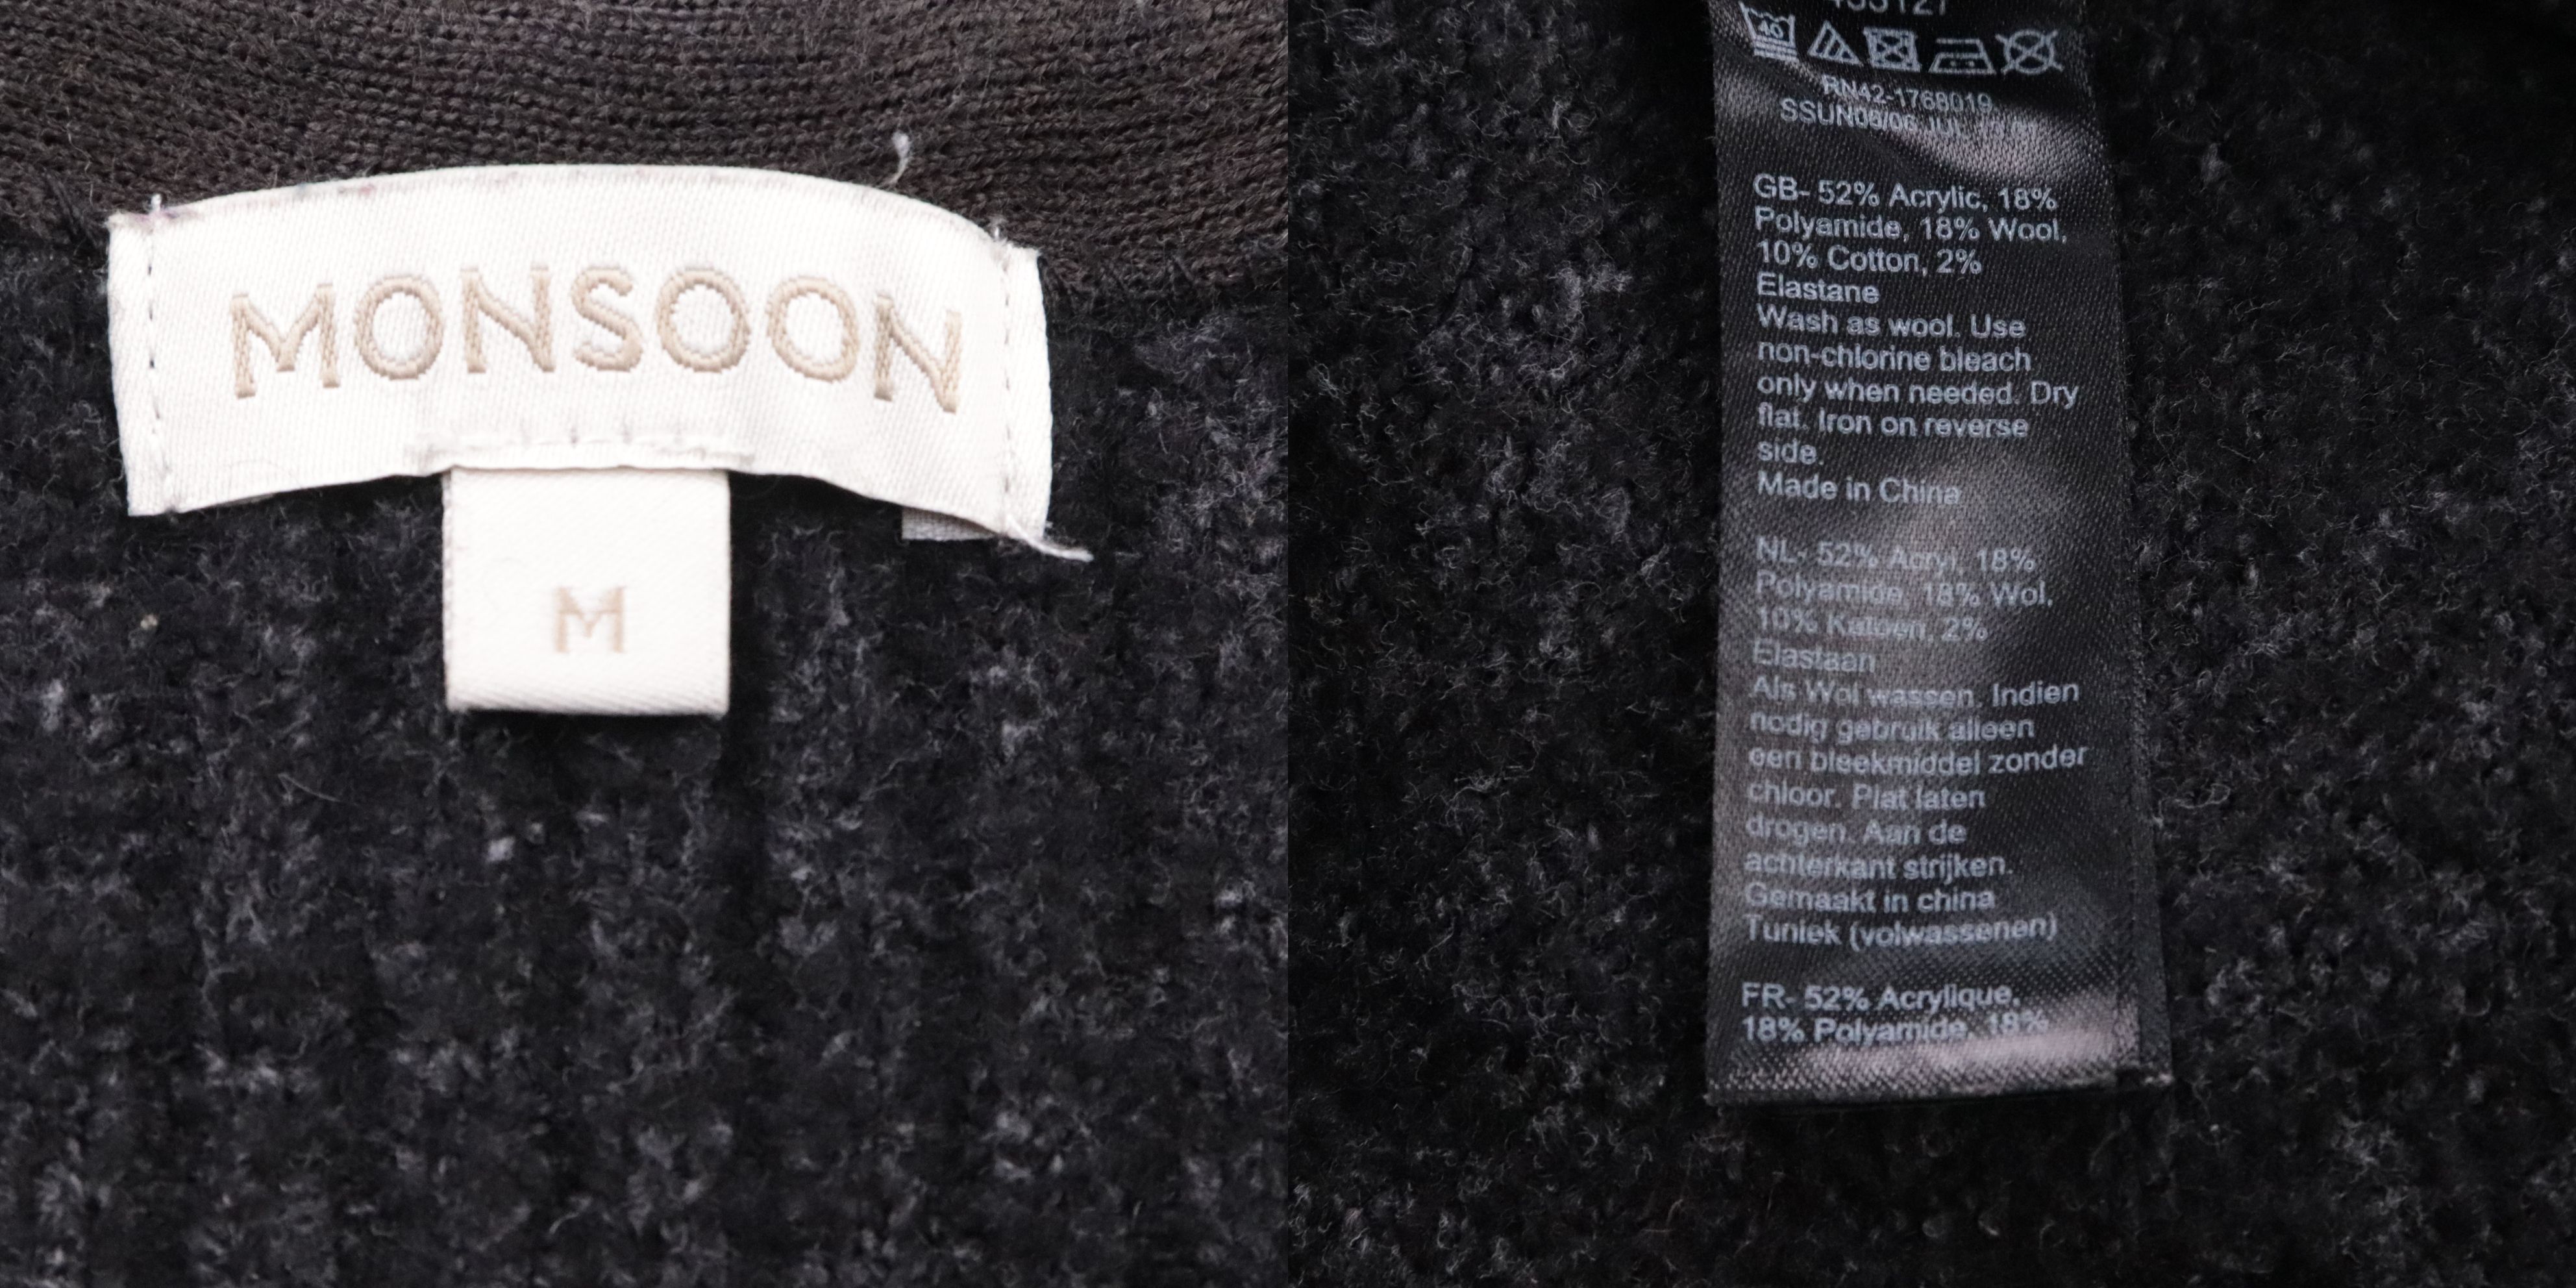 MONSOON
M
40
RN42-1768019
GB- 52% Acrylic, 18%
Polyamide, 18% Wool,
10% Cotton, 2%
Elastane
Wash as wool. Use
non-chlorine bleach
only when needed. Dry
flat. Iron on reverse
side.
Made in China
NL- 52% Acryl, 18%
Polyamide, 18% Wol,
10% Katoen, 2%
Elastaan
Als Wol wassen. Indien
nodig gebruik alleen
een bleekmiddel zonder
chloor. Plat laten
drogen. Aan de
achterkant strijken.
Gemaakt in china
Tuniek (volwassenen)
FR- 52% Acrylique,
18% Polyamide, 18%